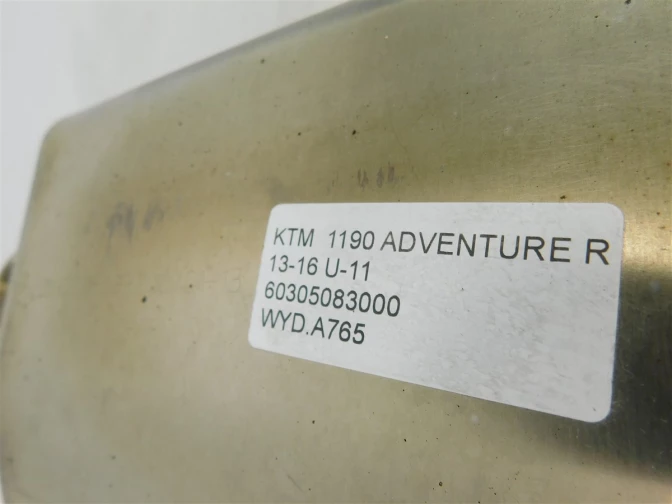 KTM 1190 ADVENTURE R
13-16 U-11
60305083000
WYD.A765